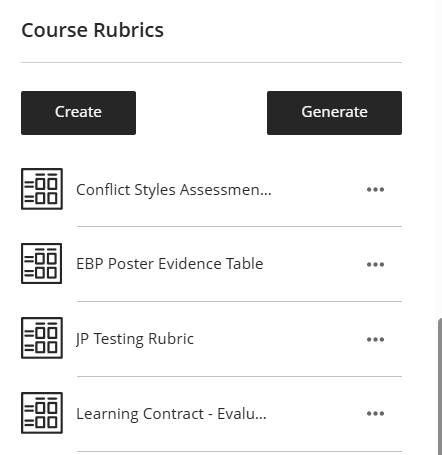 Course Rubrics
Create
Generate
Conflict Styles Assessmen...
EBP Poster Evidence Table
JP Testing Rubric
Learning Contract - Evalu...